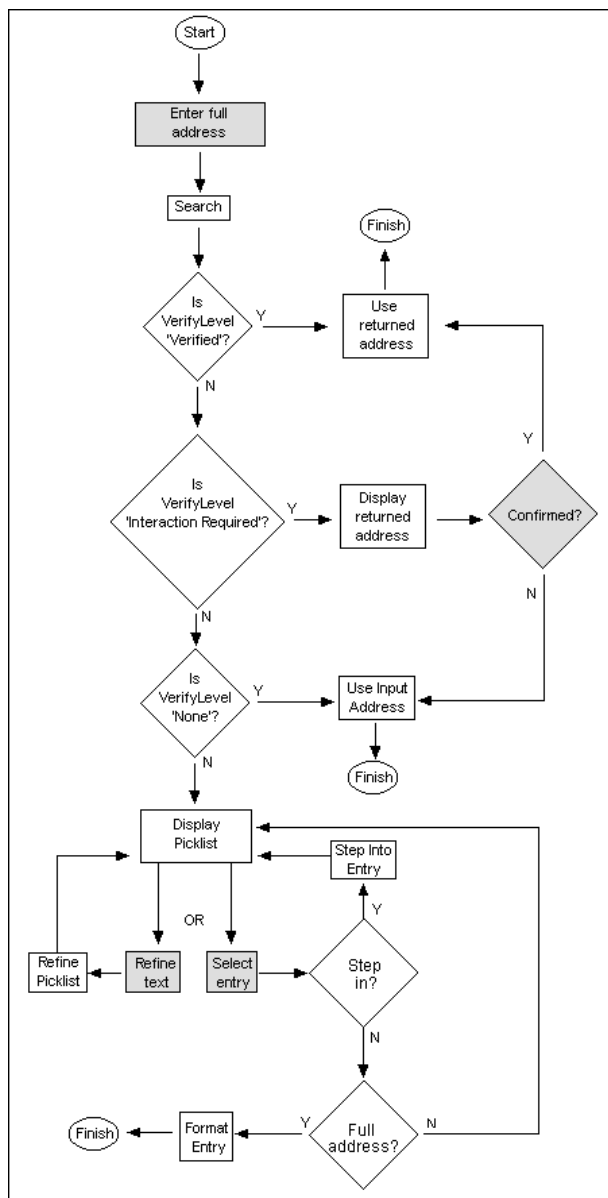 Start
Enter full
address
Search
Finish
Is
VerifyLevel
'Verified'?
Y
Use
returned
address
N
Y
Is
VerifyLevel
'Interaction Required'?
Y
Display
returned
address
Confirmed?
N
N
Is
VerifyLevel
'None'?
Y
Use Input
Address
N
Finish
Display
Picklist
Step Into
Entry
OR
Y
Refine
Picklist
Refine
text
Select
entry
Step
in?
N
Finish
Format
Entry
Y
Full
address?
N